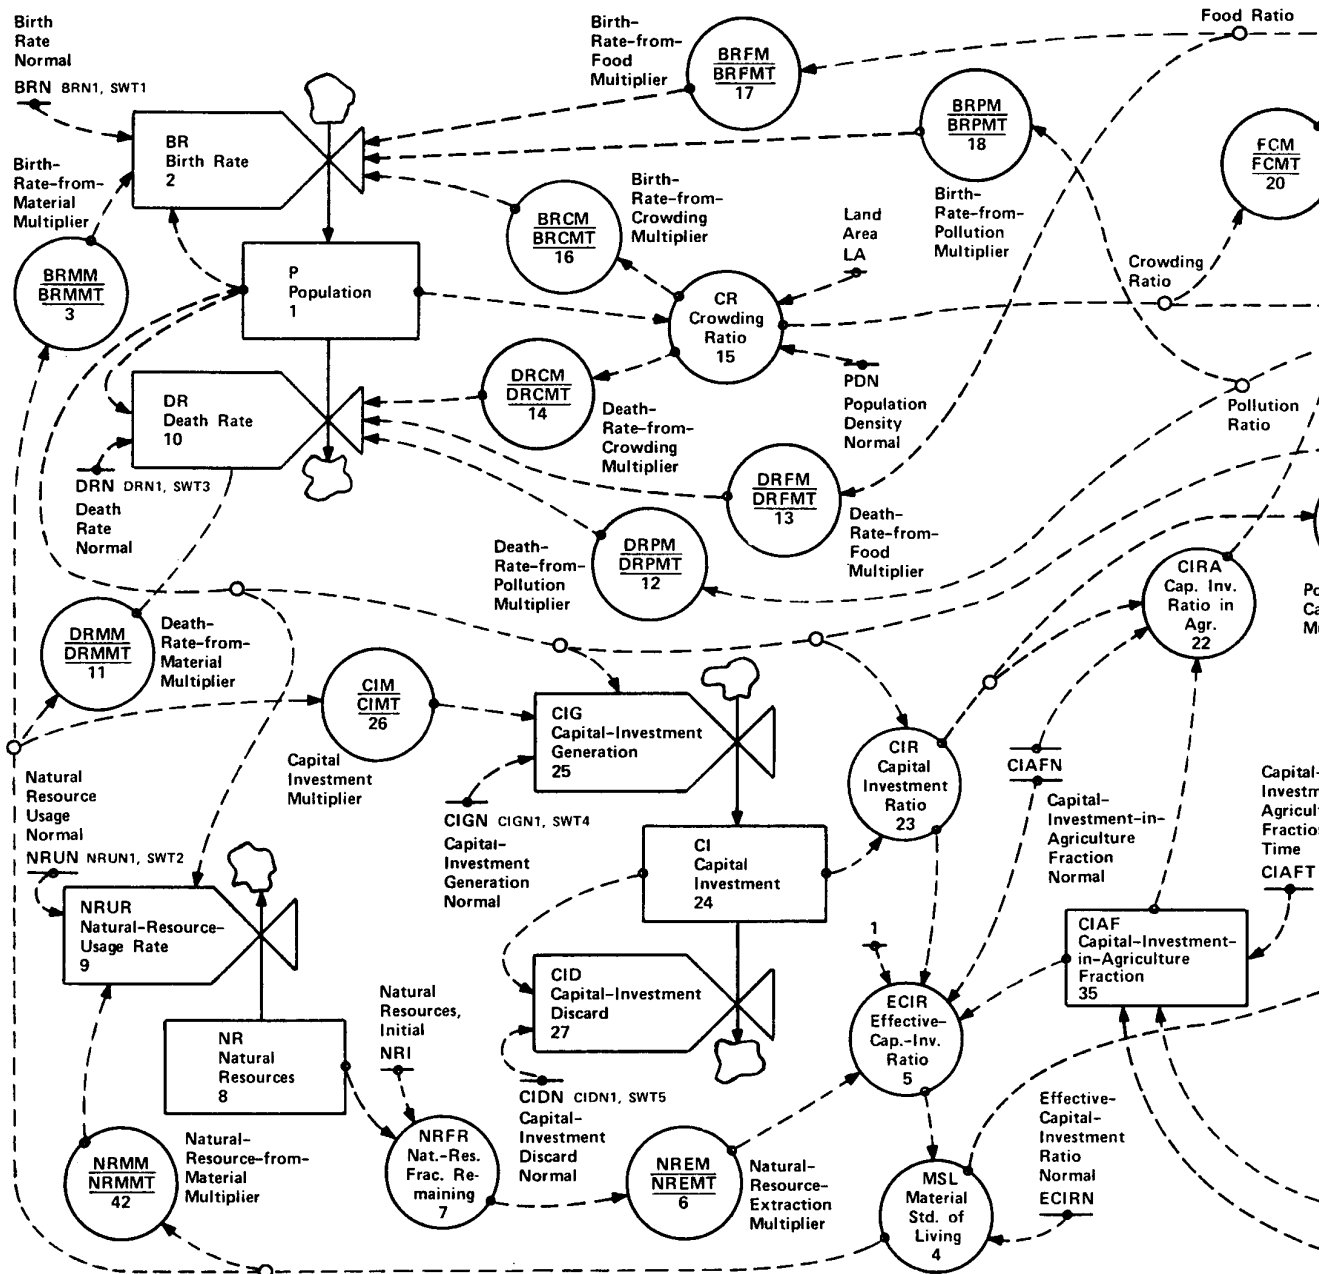 Birth
Rate
Normal
BRN BRN1, SWT1
Birth-
Rate-from-
Food
Multiplier
BRFM
BRFMT
17
Food Ratio
BR
Birth Rate
2
BRPM
BRPMT
18
FCM
FCMT
20
Birth-
Rate-from-
Material
Multiplier
BRMM
BRMMT
3
BRCM
BRCMT
16
Birth-
Rate-from-
Crowding
Multiplier
Land
Area
LA
Birth-
Rate-from-
Pollution
Multiplier
Crowding
Ratio
P
Population
1
CR
Crowding
Ratio
15
DR
Death Rate
10
DRCM
DRCMT
14
Death-
Rate-from-
Crowding
Multiplier
PDN
Population
Density
Normal
Pollution
Ratio
DRN DRN1, SWT3
Death
Rate
Normal
DRFM
DRFMT
13
Death-
Rate-from-
Food
Multiplier
Death-
Rate-from-
Pollution
Multiplier
DRPM
DRPMT
12
CIRA
Cap. Inv.
Ratio in
Agr.
22
Po
Ca
Mu
DRMM
DRMMT
11
Death-
Rate-from-
Material
Multiplier
CIM
CIMT
26
Capital
Investment
Multiplier
CIG
Capital-Investment
Generation
25
CIR
Capital
Investment
Ratio
23
CIAFN
Capital-
Investment-in-
Agriculture
Fraction
Normal
Capital-
Investm
Agricult
Fraction
Time
CIAFT
Natural
Resource
Usage
Normal
NRUN NRUN1, SWT2
CIGN CIGN1, SWT4
Capital-
Investment
Generation
Normal
CI
Capital
Investment
24
NRUR
Natural-Resource-
Usage Rate
9
1
CIAF
Capital-Investment-
in-Agriculture
Fraction
35
CID
Capital-Investment
Discard
27
ECIR
Effective-
Cap.-Inv.
Ratio
5
Natural
Resources,
Initial
NRI
NR
Natural
Resources
8
CIDN CIDN1, SWT5
Capital-
Investment
Discard
Normal
Effective-
Capital-
Investment
Ratio
Normal
ECIRN
NRMM
NRMMT
42
Natural-
Resource-from-
Material
Multiplier
NRFR
Nat.-Res.
Frac. Re-
maining
7
NREM
NREMT
6
Natural-
Resource-
Extraction
Multiplier
MSL
Material
Std. of
Living
4